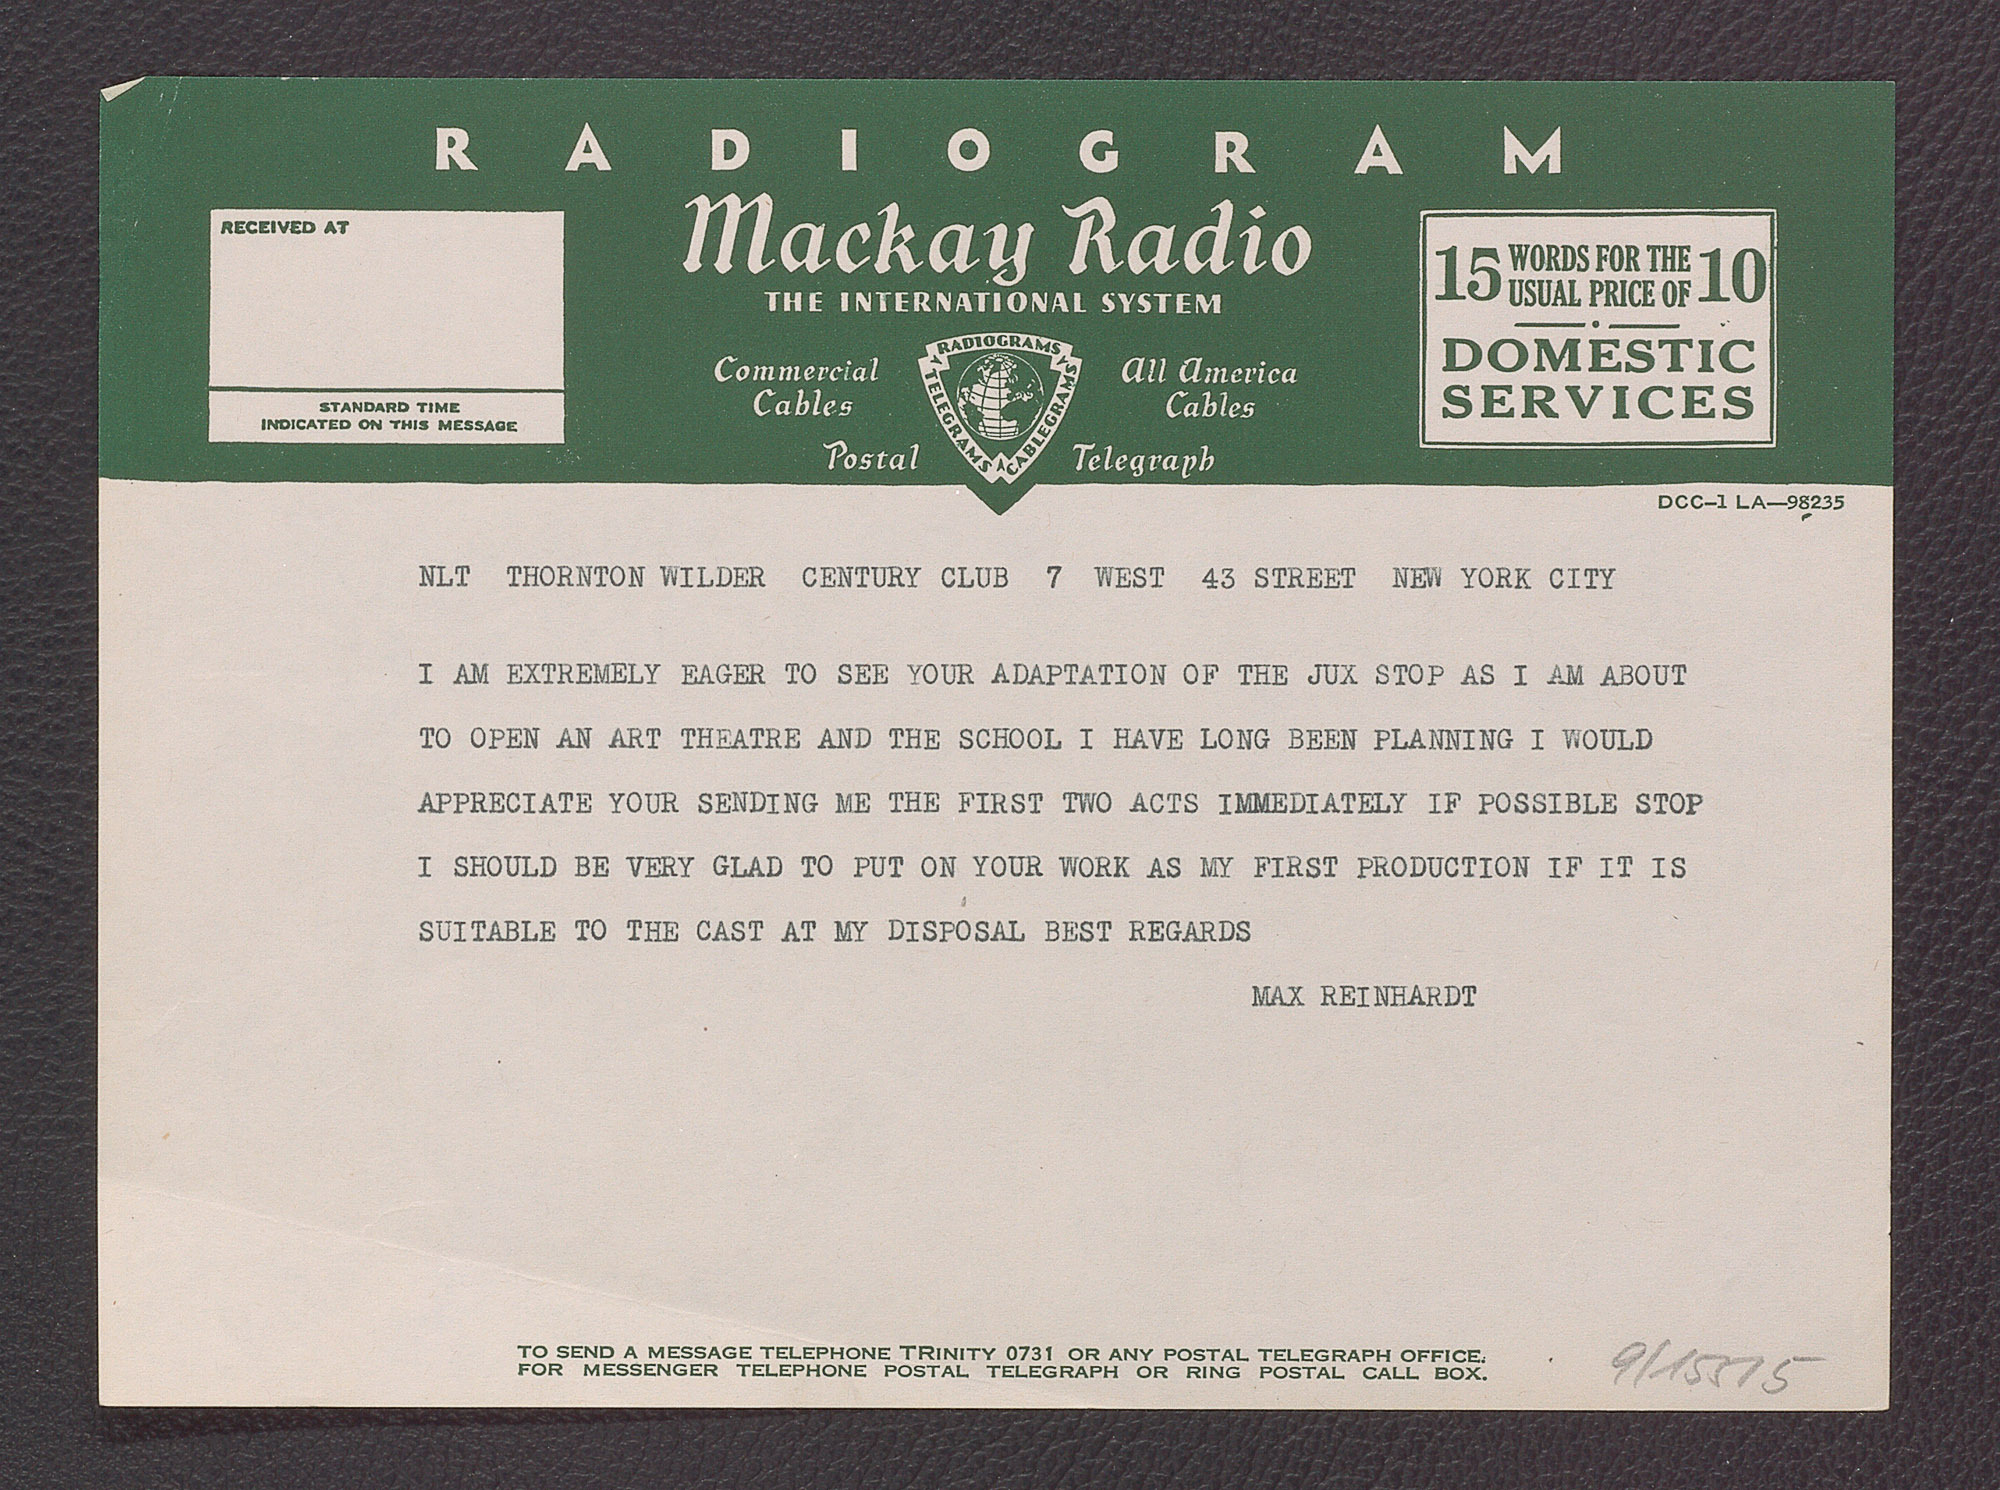 RADIOGRAM
RECEIVED AT
STANDARD TIME
INDICATED ON THIS MESSAGE
Mackay Radio
THE INTERNATIONAL SYSTEM
Commercial
Cables
All America
Cables
Postal
Telegraph
RADIOGRAMS
TELEGRAMS
CABLEGRAMS
15 WORDS FOR THE
USUAL PRICE OF 10
DOMESTIC
SERVICES
DCC-1 LA—98235
NLT THORNTON WILDER CENTURY CLUB 7 WEST 43 STREET NEW YORK CITY
I AM EXTREMELY EAGER TO SEE YOUR ADAPTATION OF THE JUX STOP AS I AM ABOUT
TO OPEN AN ART THEATRE AND THE SCHOOL I HAVE LONG BEEN PLANNING I WOULD
APPRECIATE YOUR SENDING ME THE FIRST TWO ACTS IMMEDIATELY IF POSSIBLE STOP
I SHOULD BE VERY GLAD TO PUT ON YOUR WORK AS MY FIRST PRODUCTION IF IT IS
SUITABLE TO THE CAST AT MY DISPOSAL BEST REGARDS
MAX REINHARDT
TO SEND A MESSAGE TELEPHONE TRINITY 0731 OR ANY POSTAL TELEGRAPH OFFICE.
FOR MESSENGER TELEPHONE POSTAL TELEGRAPH OR RING POSTAL CALL BOX.